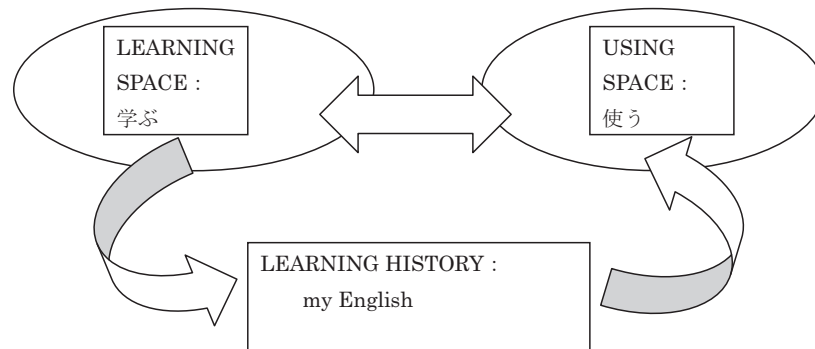 LEARNING
SPACE：
学ぶ
USING
SPACE：
使う
LEARNING HISTORY：
my English